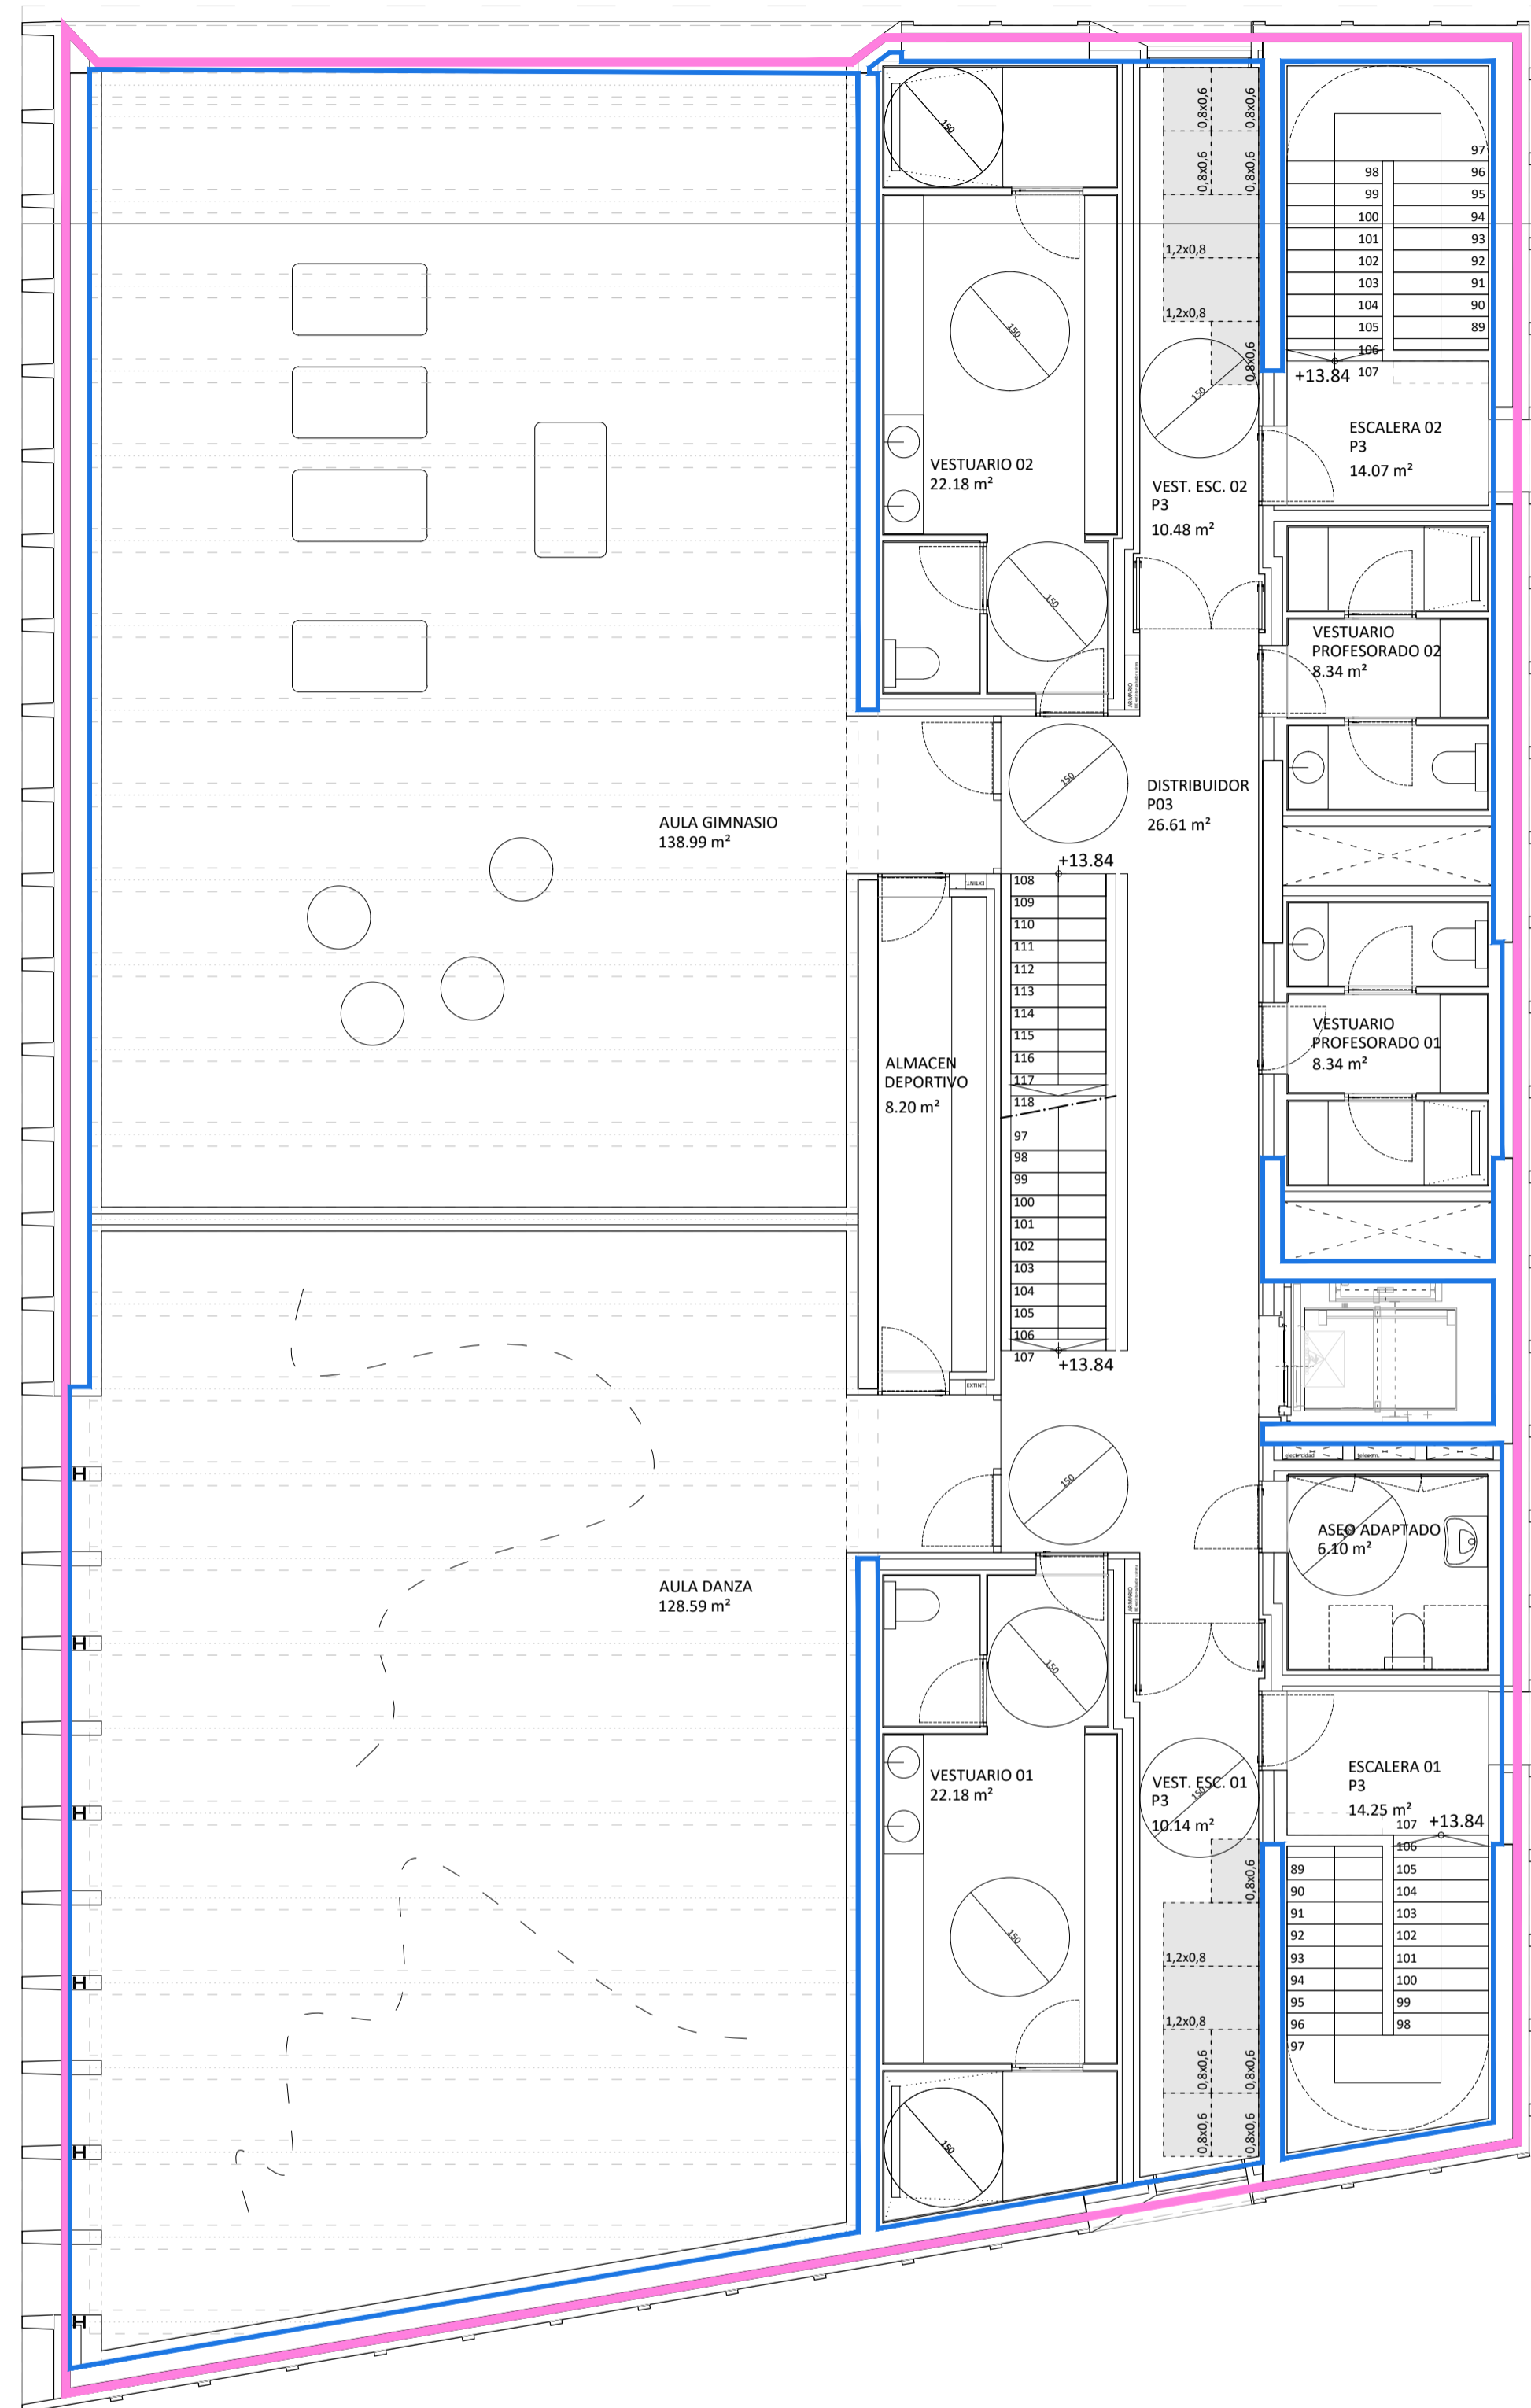 0,8x0,6
0,8x0,6
0,8x0,6
0,8x0,6
150
1,2x0,8
1,2x0,8
0,8x0,6
150
150
97
98
96
99
95
100
94
101
93
102
92
103
91
104
90
105
89
106
107
+13.84
ESCALERA 02
P3
14.07 m²
VESTUARIO 02
22.18 m²
VEST. ESC. 02
P3
10.48 m²
150
VESTUARIO
PROFESORADO 02
8.34 m²
ARMARIO
150
DISTRIBUIDOR
P03
26.61 m²
AULA GIMNASIO
138.99 m²
+13.84
EXTINT.
108
109
110
111
112
113
114
115
116
117
118
97
98
99
100
101
102
103
104
105
106
107
+13.84
ALMACEN
DEPORTIVO
8.20 m²
VESTUARIO
PROFESORADO 01
8.34 m²
EXTINT.
150
electricidad
telecom.
ASEO ADAPTADO
6.10 m²
AULA DANZA
128.59 m²
ARMARIO
150
VESTUARIO 01
22.18 m²
VEST. ESC. 01
P3
10.14 m²
150
ESCALERA 01
P3
14.25 m²
+13.84
107
106
89
105
90
104
91
103
92
102
93
101
94
100
95
99
96
98
97
150
0,8x0,6
1,2x0,8
1,2x0,8
0,8x0,6
0,8x0,6
0,8x0,6
0,8x0,6
150